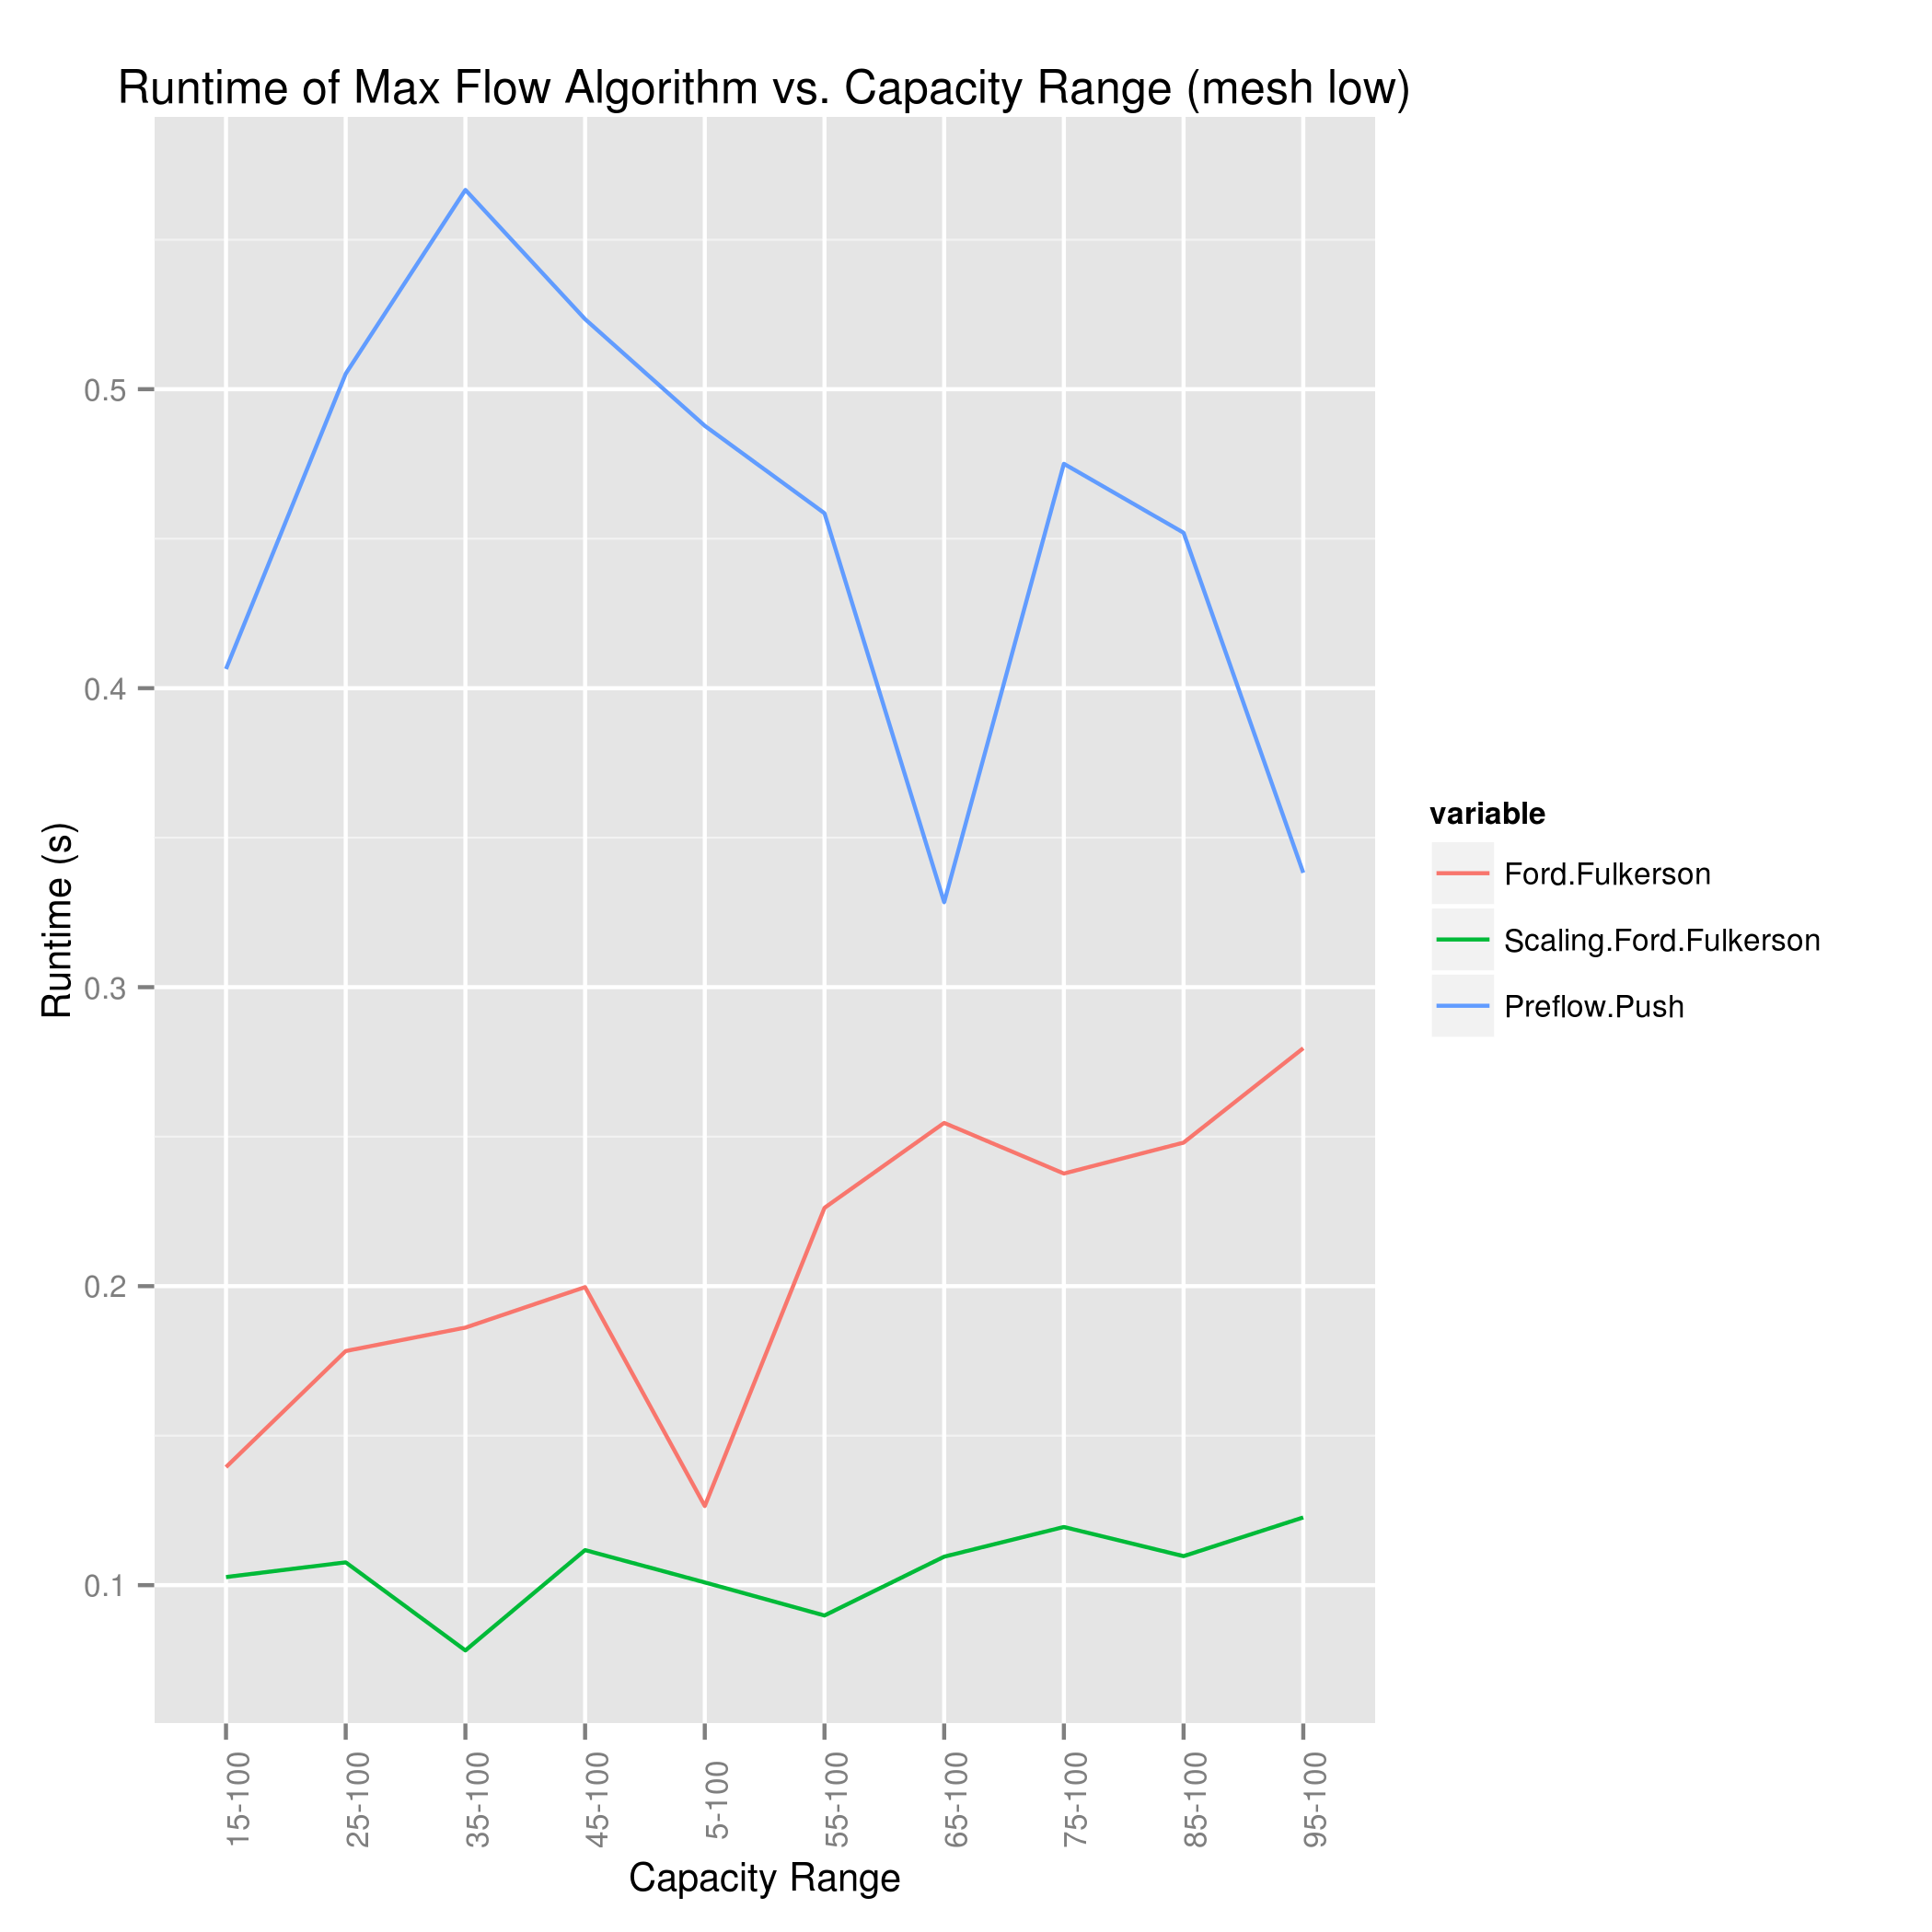 Runtime of Max Flow Algorithm vs. Capacity Range (mesh low)
Runtime (s)
0.5
0.4
0.3
0.2
0.1
15-100
25-100
35-100
45-100
5-100
55-100
65-100
75-100
85-100
95-100
Capacity Range
variable
Ford.Fulkerson
Scaling.Ford.Fulkerson
Preflow.Push